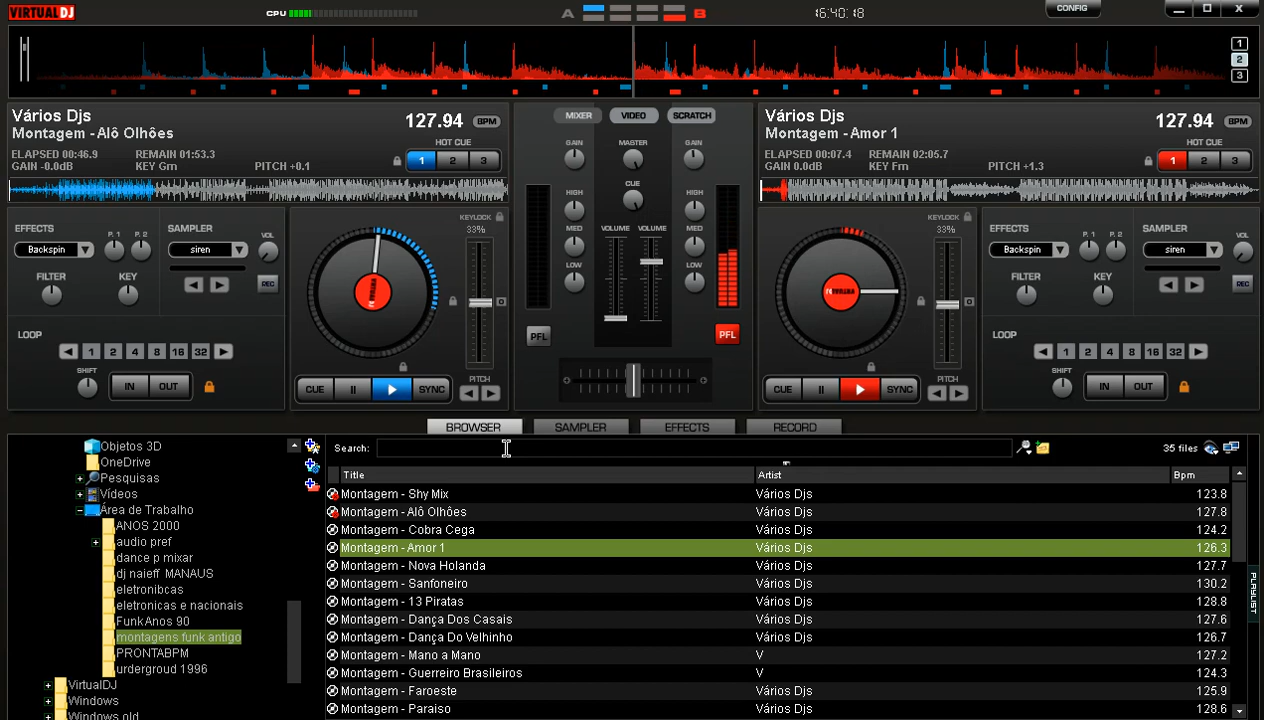 VIRTUAL DJ
CPU
A
B
16:40:18
CONFIG
X
1
2
3
Vários Djs
Montagem - Alô Olhões
127.94 BPM
ELAPSED 00:46.9 REMAIN 01:53.3
GAIN -0.0dB KEY Gm PITCH +0.1
HOT CUE
1 2 3
MIXER VIDEO SCRATCH
Vários Djs
Montagem - Amor 1
127.94 BPM
ELAPSED 00:07.4 REMAIN 02:05.7
GAIN -0.0dB KEY Fm PITCH +1.3
HOT CUE
1 2 3
EFFECTS
Backspin
P. 1 P. 2
SAMPLER
siren
VOL
REC
FILTER
KEY
LOOP
1 2 4 8 16 32
SHIFT
IN OUT
KEYLOCK
33%
CUE SYNC
PITCH
GAIN MASTER GAIN
CUE
HIGH HIGH
MED VOLUME VOLUME MED
LOW LOW
PFL PFL
KEYLOCK
33%
CUE SYNC
PITCH
EFFECTS
Backspin
P. 1 P. 2
SAMPLER
siren
VOL
REC
FILTER
KEY
LOOP
1 2 4 8 16 32
SHIFT
IN OUT
BROWSER SAMPLER EFFECTS RECORD
Objetos 3D
OneDrive
Pesquisas
Vídeos
Área de Trabalho
ANOS 2000
audio pref
dance p mixar
dj naieff MANAUS
eletronibcas
eletronicas e nacionais
Funk Anos 90
montagens funk antigo
PRONTABPM
urdergroud 1996
VirtualDJ
Windows
Windows.old
Search:
35 files
Title Artist Bpm
Montagem - Shy Mix Vários Djs 123.8
Montagem - Alô Olhões Vários Djs 127.8
Montagem - Cobra Cega Vários Djs 124.2
Montagem - Amor 1 Vários Djs 126.3
Montagem - Nova Holanda Vários Djs 127.7
Montagem - Sanfoneiro Vários Djs 130.2
Montagem - 13 Piratas Vários Djs 128.8
Montagem - Dança Dos Casais Vários Djs 127.6
Montagem - Dança Do Velhinho Vários Djs 126.7
Montagem - Mano a Mano V 127.2
Montagem - Guerreiro Brasileiros V 124.3
Montagem - Faroeste Vários Djs 125.9
Montagem - Paraiso Vários Djs 128.6
PLAYLIST